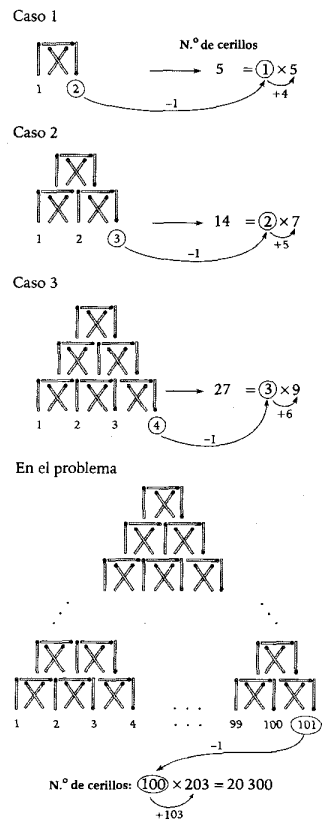 Caso 1
N.° de cerillos
5 = 1 × 5
1 2
–1
+4
Caso 2
14 = 2 × 7
1 2 3
–1
+5
Caso 3
27 = 3 × 9
1 2 3 4
–1
+6
En el problema
1 2 3 4 . . . 99 100 101
–1
N.° de cerillos: 100 × 203 = 20 300
+103